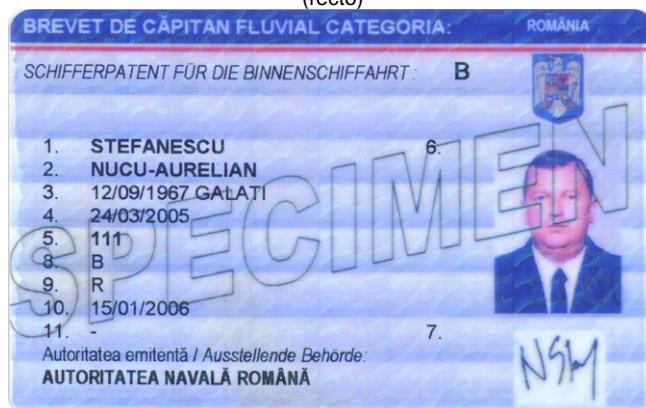 (recto)
BREVET DE CĂPITAN FLUVIAL CATEGORIA: ROMÂNIA
SCHIFFERPATENT FÜR DIE BINNENSCHIFFAHRT : B
1. STEFANESCU 6.
2. NUCU-AURELIAN
3. 12/09/1967 GALATI
4. 24/03/2005
5. 111
8. B
9. R
10. 15/01/2006
11. - 7.
Autoritatea emitentă / Ausstellende Behörde:
AUTORITATEA NAVALĂ ROMÂNĂ
SPECIMEN